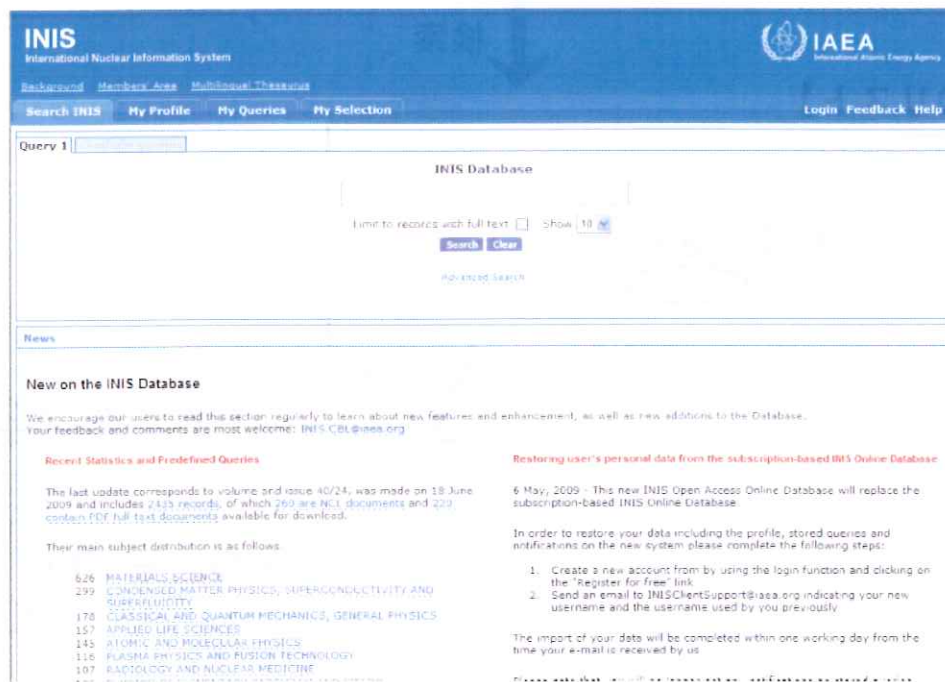 INIS
International Nuclear Information System
IAEA
International Atomic Energy Agency
Background Members' Area Multilingual Thesaurus
Search INIS My Profile My Queries My Selection Login Feedback Help
Query 1
INIS Database
Limit to records with full text Show 10
Search Clear
Advanced Search
News
New on the INIS Database
We encourage our users to read this section regularly to learn about new features and enhancement, as well as new additions to the Database.
Your feedback and comments are most welcome: INIS.CBL@iaea.org
Recent Statistics and Predefined Queries
The last update corresponds to volume and issue 40/24, was made on 18 June
2009 and includes 2435 records, of which 260 are NCL documents and
contain PDF full text documents available for download.
Their main subject distribution is as follows
626 MATERIALS SCIENCE
299 CONDENSED MATTER PHYSICS, SUPERCONDUCTIVITY AND
SUPERFLUIDITY
178 CLASSICAL AND QUANTUM MECHANICS, GENERAL PHYSICS
157 APPLIED LIFE SCIENCES
145 ATOMIC AND MOLECULAR PHYSICS
116 PLASMA PHYSICS AND FUSION TECHNOLOGY
107 RADIOLOGY AND NUCLEAR MEDICINE
Restoring user's personal data from the subscription-based INIS Online Database
6 May, 2009 - This new INIS Open Access Online Database will replace the
subscription-based INIS Online Database.
In order to restore your data including the profile, stored queries and
notifications on the new system please complete the following steps:
1. Create a new account from by using the login function and clicking on
the "Register for free" link
2. Send an email to INISClientSupport@iaea.org indicating your new
username and the username used by you previously
The import of your data will be completed within one working day from the
time your e-mail is received by us